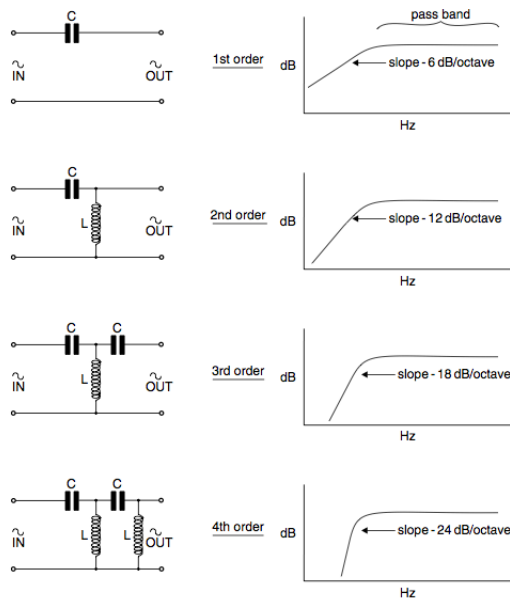 C
∼
IN
∼
OUT
1st order
dB
pass band
slope - 6 dB/octave
Hz
C
L
∼
IN
∼
OUT
2nd order
dB
slope - 12 dB/octave
Hz
C
C
L
∼
IN
∼
OUT
3rd order
dB
slope - 18 dB/octave
Hz
C
C
L
L
∼
IN
∼
OUT
4th order
dB
slope - 24 dB/octave
Hz